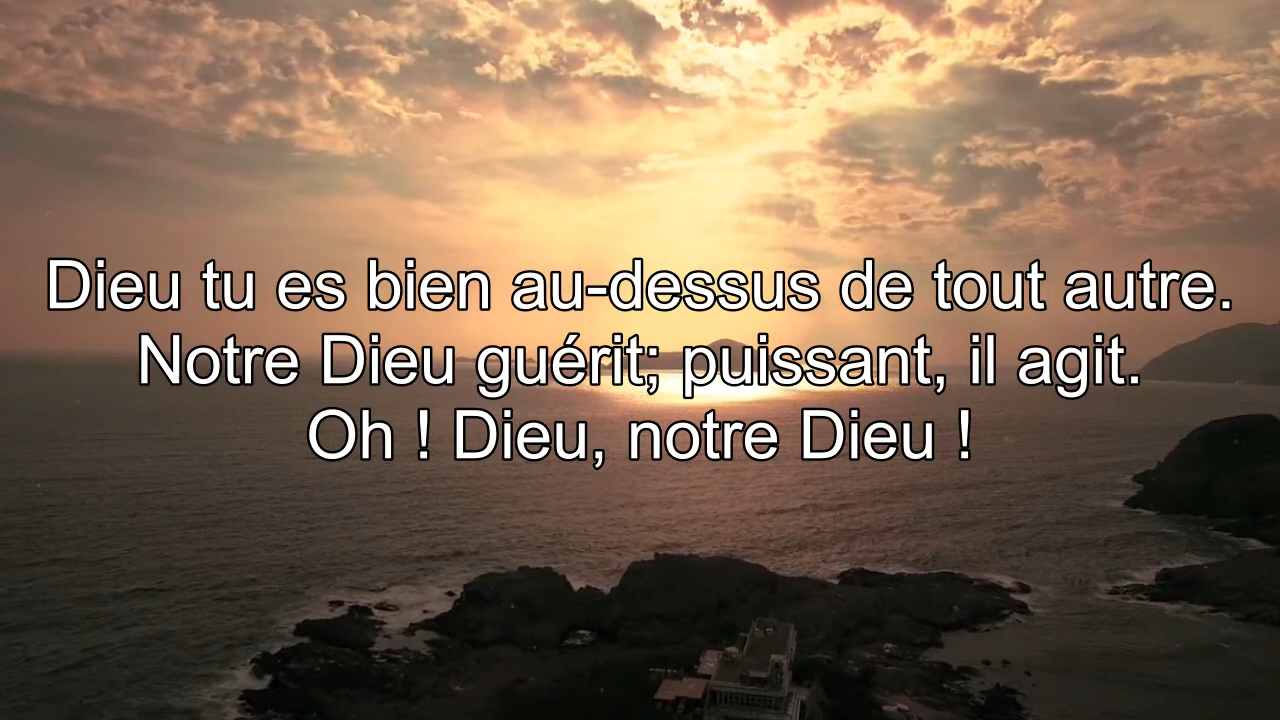 Dieu tu es bien au-dessus de tout autre.
Notre Dieu guérit; puissant, il agit.
Oh ! Dieu, notre Dieu !